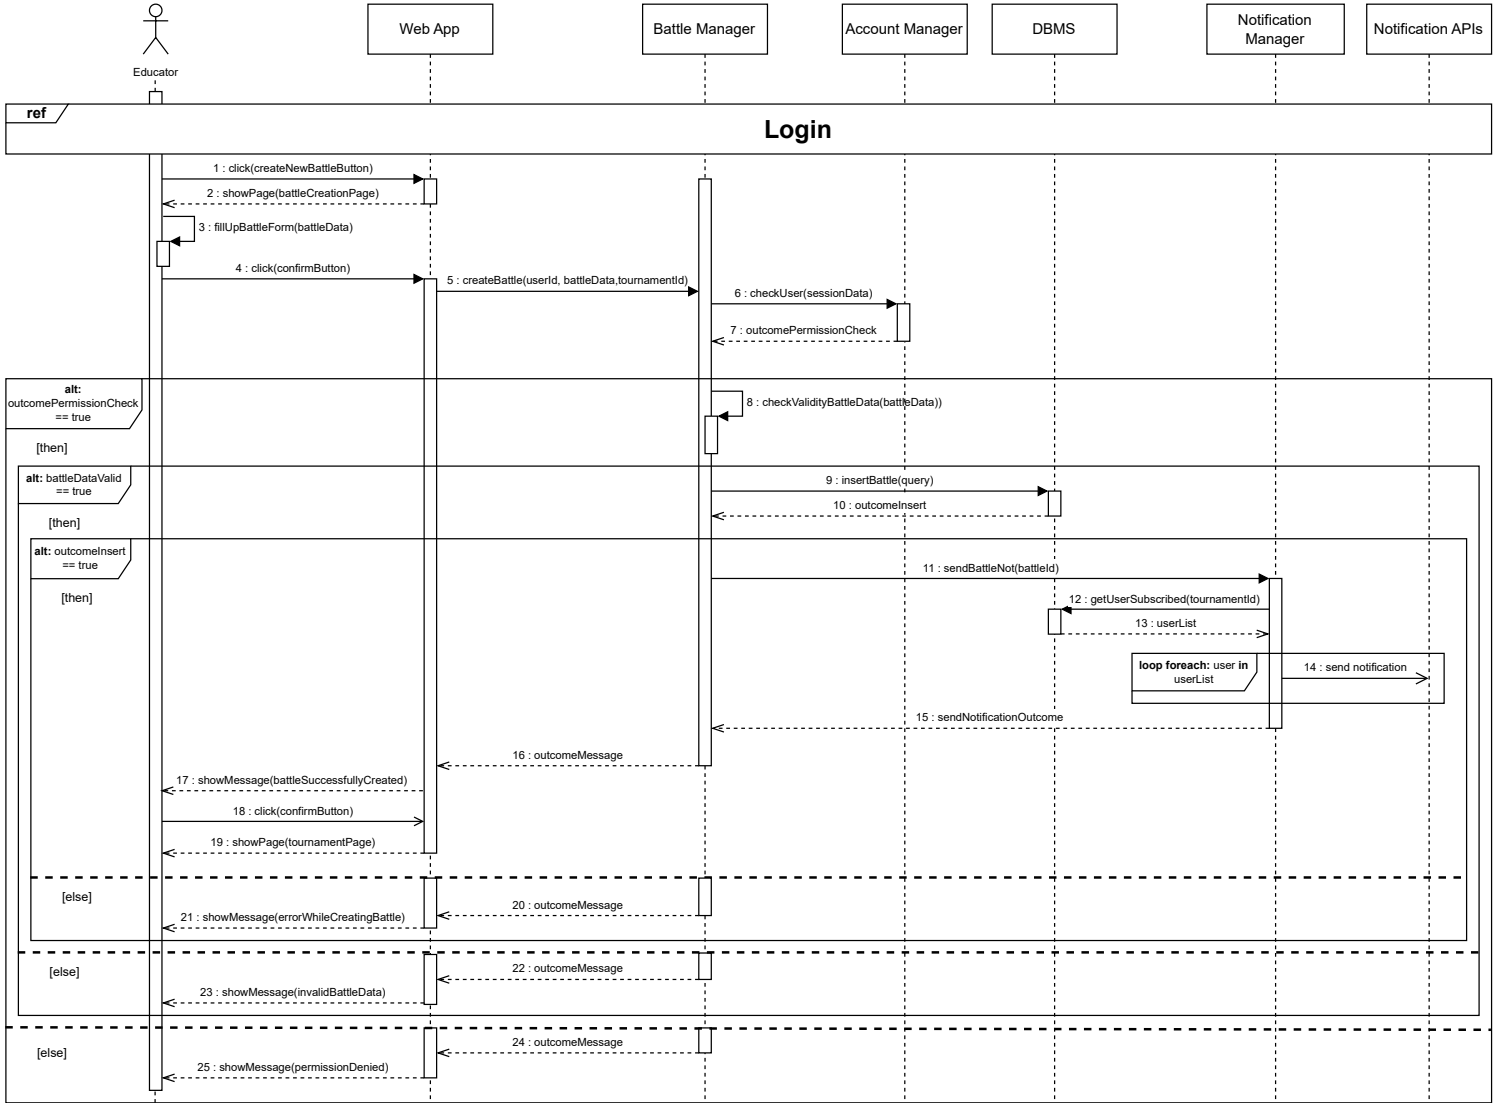 Educator
Web App
Battle Manager
Account Manager
DBMS
Notification
Manager
Notification APIs
ref
Login
1 : click(createNewBattleButton)
2 : showPage(battleCreationPage)
3 : fillUpBattleForm(battleData)
4 : click(confirmButton)
5 : createBattle(userId, battleData,tournamentId)
6 : checkUser(sessionData)
7 : outcomePermissionCheck
alt:
outcomePermissionCheck
== true
8 : checkValidityBattleData(battleData))
[then]
alt: battleDataValid
== true
9 : insertBattle(query)
10 : outcomeInsert
[then]
alt: outcomeInsert
== true
11 : sendBattleNot(battleId)
[then]
12 : getUserSubscribed(tournamentId)
13 : userList
loop foreach: user in
userList
14 : send notification
15 : sendNotificationOutcome
16 : outcomeMessage
17 : showMessage(battleSuccessfullyCreated)
18 : click(confirmButton)
19 : showPage(tournamentPage)
[else]
20 : outcomeMessage
21 : showMessage(errorWhileCreatingBattle)
[else]
22 : outcomeMessage
23 : showMessage(invalidBattleData)
[else]
24 : outcomeMessage
25 : showMessage(permissionDenied)